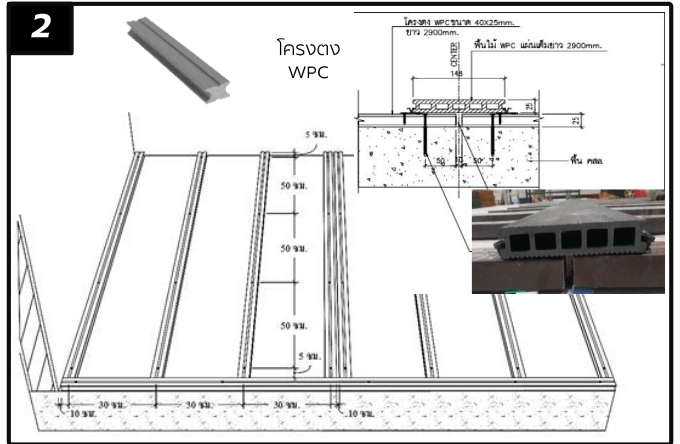 2
โครงตง
WPC
โครงตง WPCขนาด 40X25mm.
ยาว 2900mm.
พื้นไม้ WPC แผ่นเต็มยาว 2900mm.
CENTER
148
25
25
50 10 50
พื้น คสล.
5 ซม.
50 ซม.
50 ซม.
50 ซม.
5 ซม.
30 ซม. 30 ซม. 30 ซม.
10 ซม. 10 ซม.